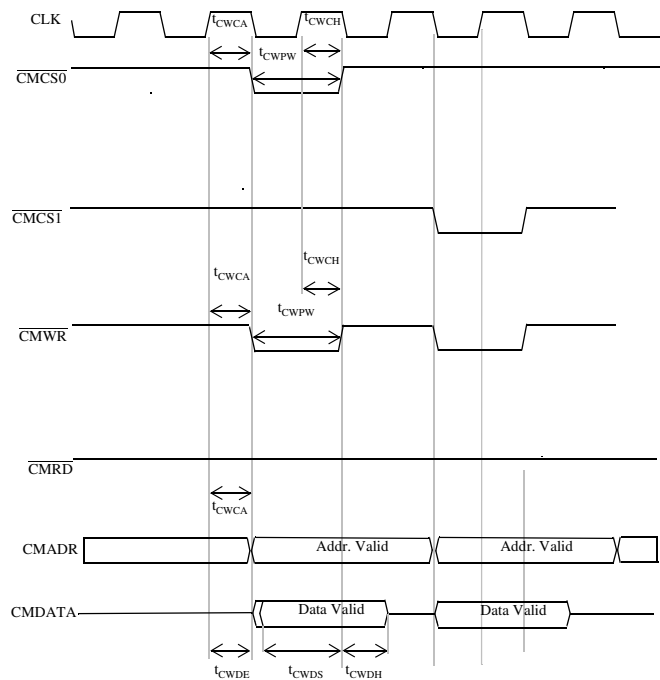 CLK
tCWCA
tCWCH
tCWPW
CMCS0
CMCS1
tCWCH
tCWCA
tCWPW
CMWR
CMRD
tCWCA
CMADR
Addr. Valid
Addr. Valid
CMDATA
Data Valid
Data Valid
tCWDE
tCWDS
tCWDH